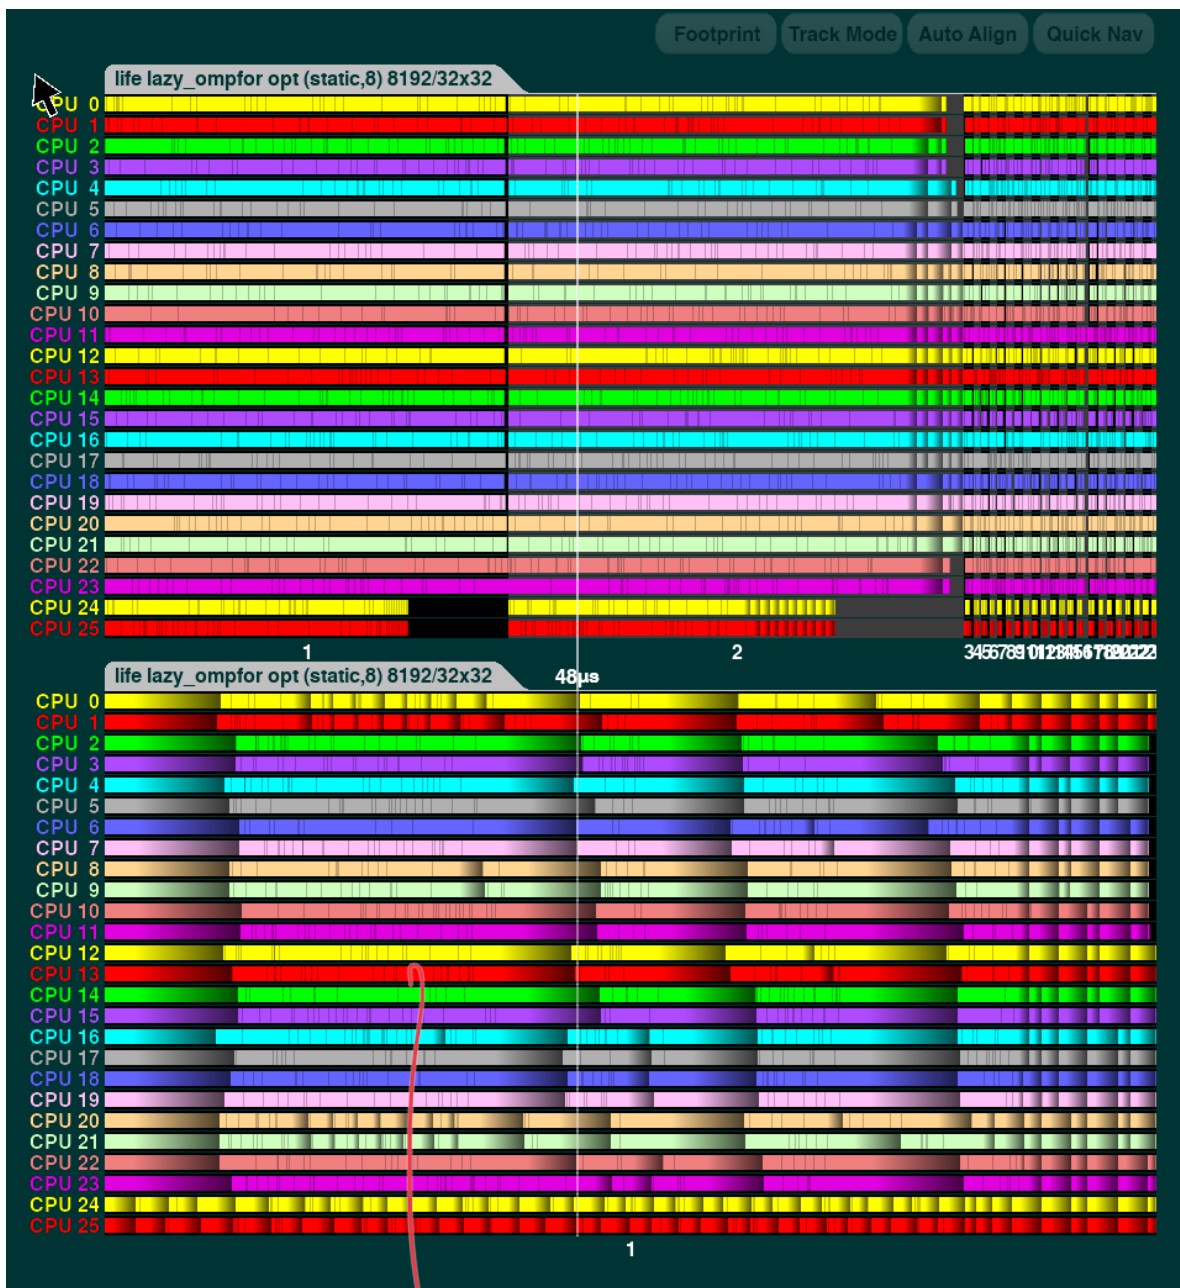 Footprint Track Mode Auto Align Quick Nav
life lazy_ompfor opt (static,8) 8192/32x32
CPU 0
CPU 1
CPU 2
CPU 3
CPU 4
CPU 5
CPU 6
CPU 7
CPU 8
CPU 9
CPU 10
CPU 11
CPU 12
CPU 13
CPU 14
CPU 15
CPU 16
CPU 17
CPU 18
CPU 19
CPU 20
CPU 21
CPU 22
CPU 23
CPU 24
CPU 25
1 2
life lazy_ompfor opt (static,8) 8192/32x32 48µs
CPU 0
CPU 1
CPU 2
CPU 3
CPU 4
CPU 5
CPU 6
CPU 7
CPU 8
CPU 9
CPU 10
CPU 11
CPU 12
CPU 13
CPU 14
CPU 15
CPU 16
CPU 17
CPU 18
CPU 19
CPU 20
CPU 21
CPU 22
CPU 23
CPU 24
CPU 25
1